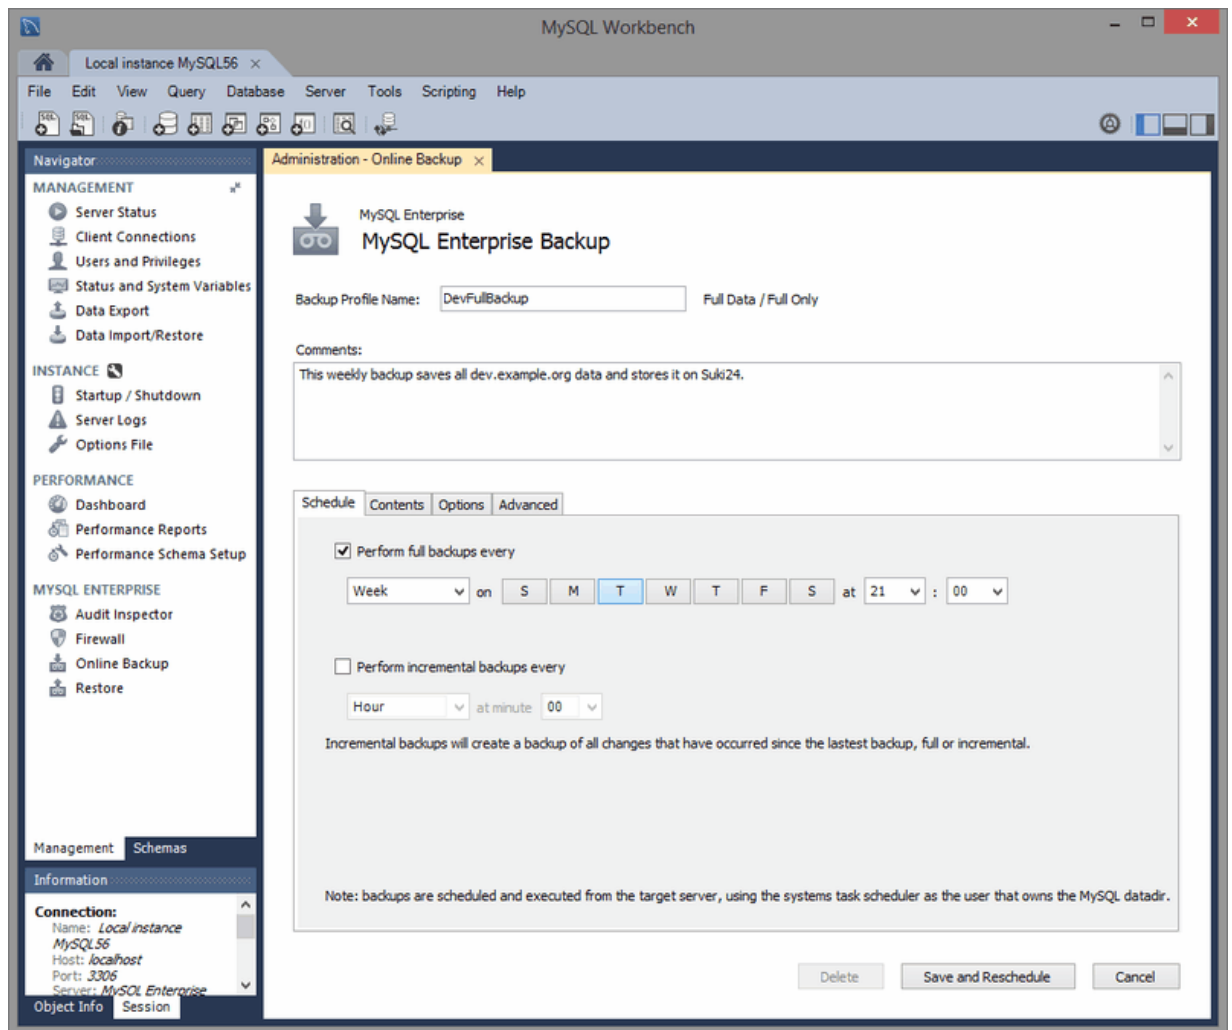 MySQL Workbench
Local instance MySQL56
File Edit View Query Database Server Tools Scripting Help
Navigator
MANAGEMENT
Server Status
Client Connections
Users and Privileges
Status and System Variables
Data Export
Data Import/Restore
INSTANCE
Startup / Shutdown
Server Logs
Options File
PERFORMANCE
Dashboard
Performance Reports
Performance Schema Setup
MYSQL ENTERPRISE
Audit Inspector
Firewall
Online Backup
Restore
Management Schemas
Information
Connection:
Name: Local instance
MySQL56
Host: localhost
Port: 3306
Server: MySQL Enterprise
Object Info Session
Administration - Online Backup
MySQL Enterprise
MySQL Enterprise Backup
Backup Profile Name: DevFullBackup Full Data / Full Only
Comments:
This weekly backup saves all dev.example.org data and stores it on Suki24.
Schedule Contents Options Advanced
Perform full backups every
Week on S M T W T F S at 21 : 00
Perform incremental backups every
Hour at minute 00
Incremental backups will create a backup of all changes that have occurred since the lastest backup, full or incremental.
Note: backups are scheduled and executed from the target server, using the systems task scheduler as the user that owns the MySQL datadir.
Delete Save and Reschedule Cancel